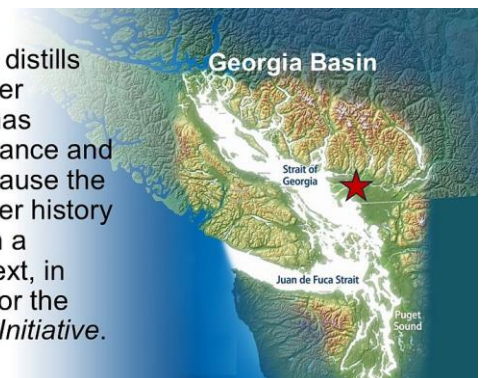 distills
er
has
ance and
ause the
er history
n a
ext, in
or the
Initiative.
Georgia Basin
Strait of
Georgia
Juan de Fuca Strait
Puget
Sound